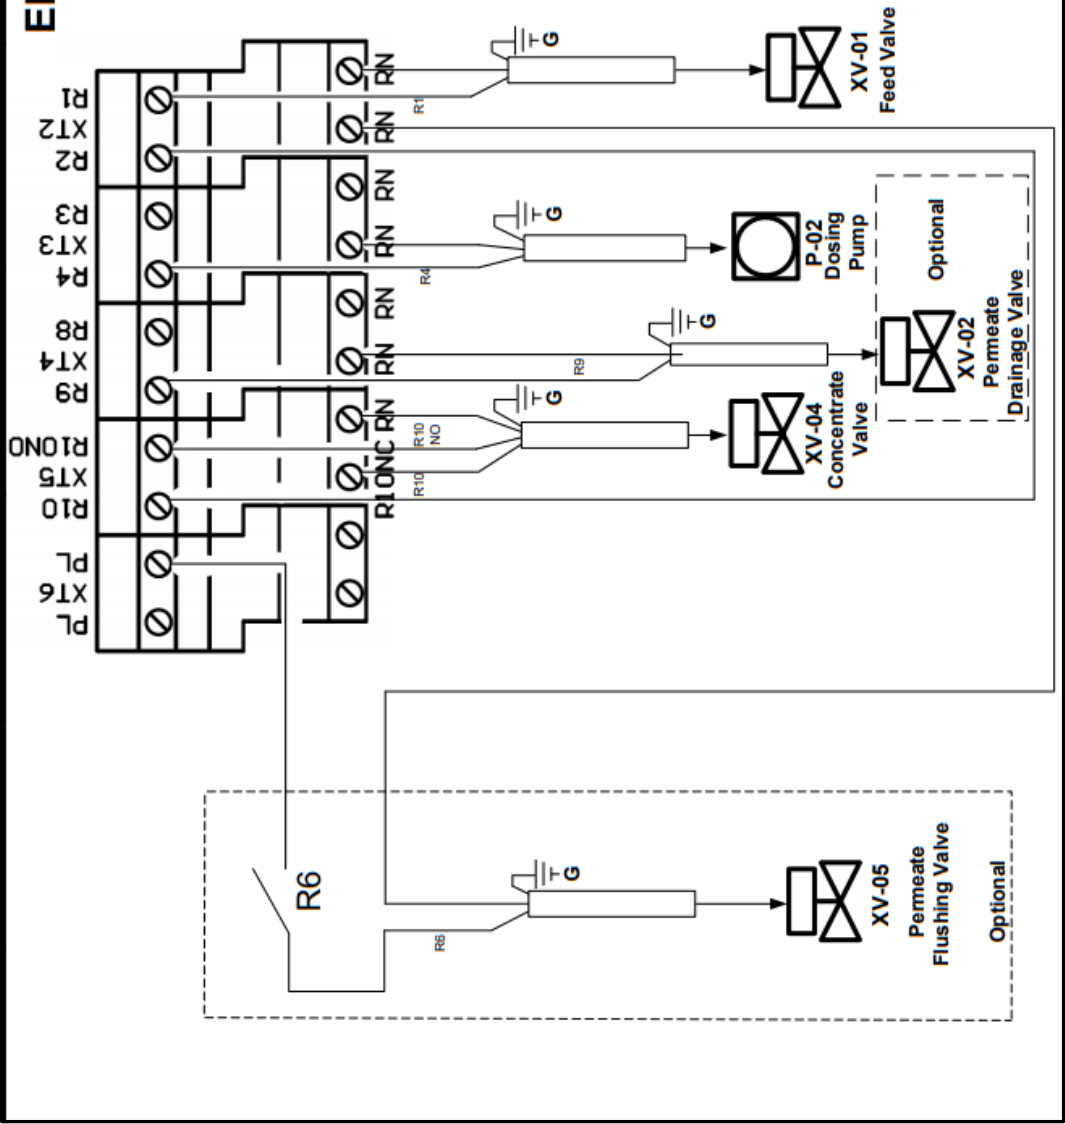 R1
XT2
R2
R3
XT3
R4
R8
XT4
R9
R10NO
XT5
R10
PL
XT6
PL
RN
RN
RN
RN
RN
RN
RN
R10NC
R1
G
XV-01
Feed Valve
R4
G
P-02
Dosing
Pump
R9
G
Optional
XV-02
Permeate
Drainage Valve
R10
NO
R10
G
XV-04
Concentrate
Valve
R6
R6
G
XV-05
Permeate
Flushing Valve
Optional